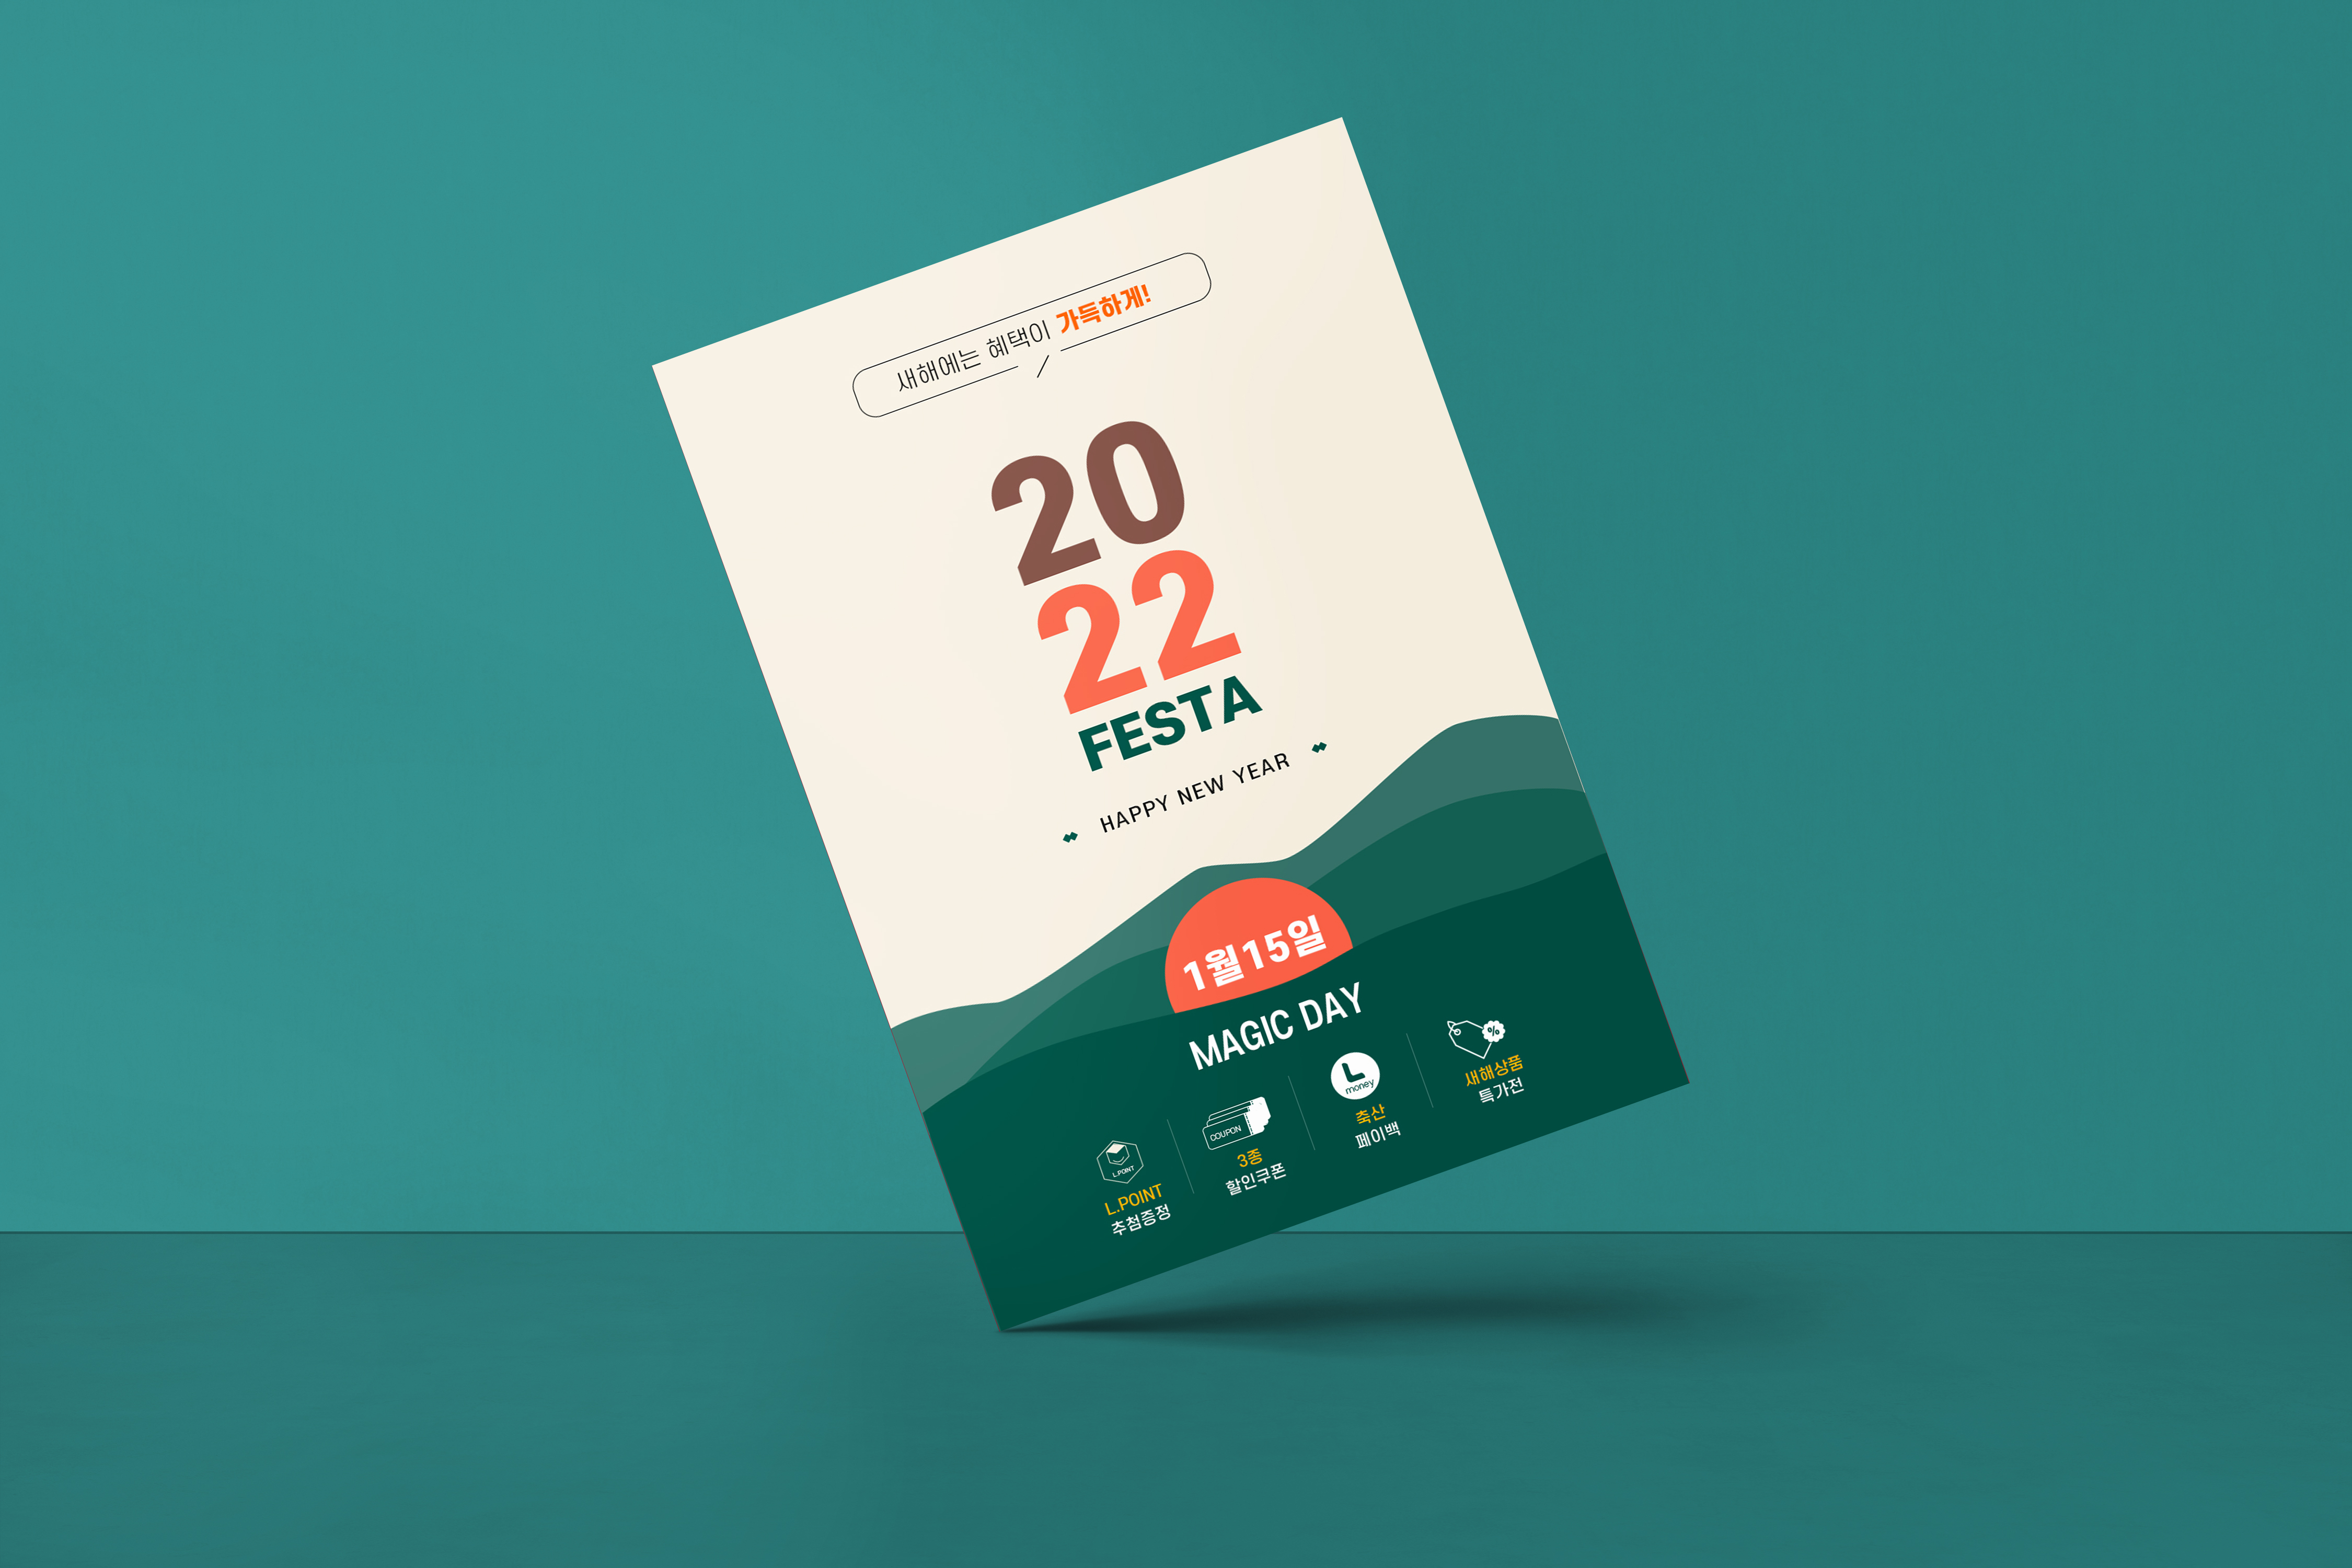 새해에는 혜택이 가득하게!
20
22
FESTA
HAPPY NEW YEAR
1월15일
MAGIC DAY
L.POINT
L.POINT
추첨증정
COUPON
3종
할인쿠폰
L
money
축산
페이백
%
새해상품
특가전